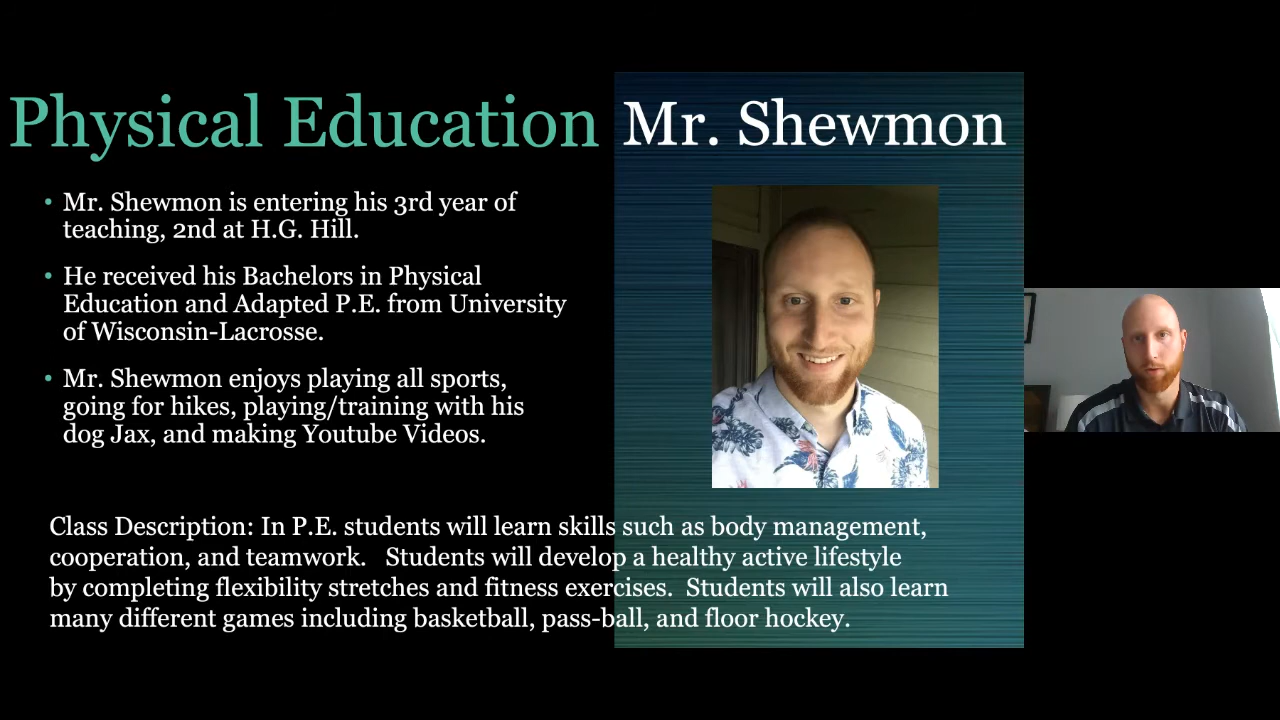 Physical Education Mr. Shewmon
• Mr. Shewmon is entering his 3rd year of
teaching, 2nd at H.G. Hill.
• He received his Bachelors in Physical
Education and Adapted P.E. from University
of Wisconsin-Lacrosse.
• Mr. Shewmon enjoys playing all sports,
going for hikes, playing/training with his
dog Jax, and making Youtube Videos.
Class Description: In P.E. students will learn skills such as body management,
cooperation, and teamwork.   Students will develop a healthy active lifestyle
by completing flexibility stretches and fitness exercises.  Students will also learn
many different games including basketball, pass-ball, and floor hockey.